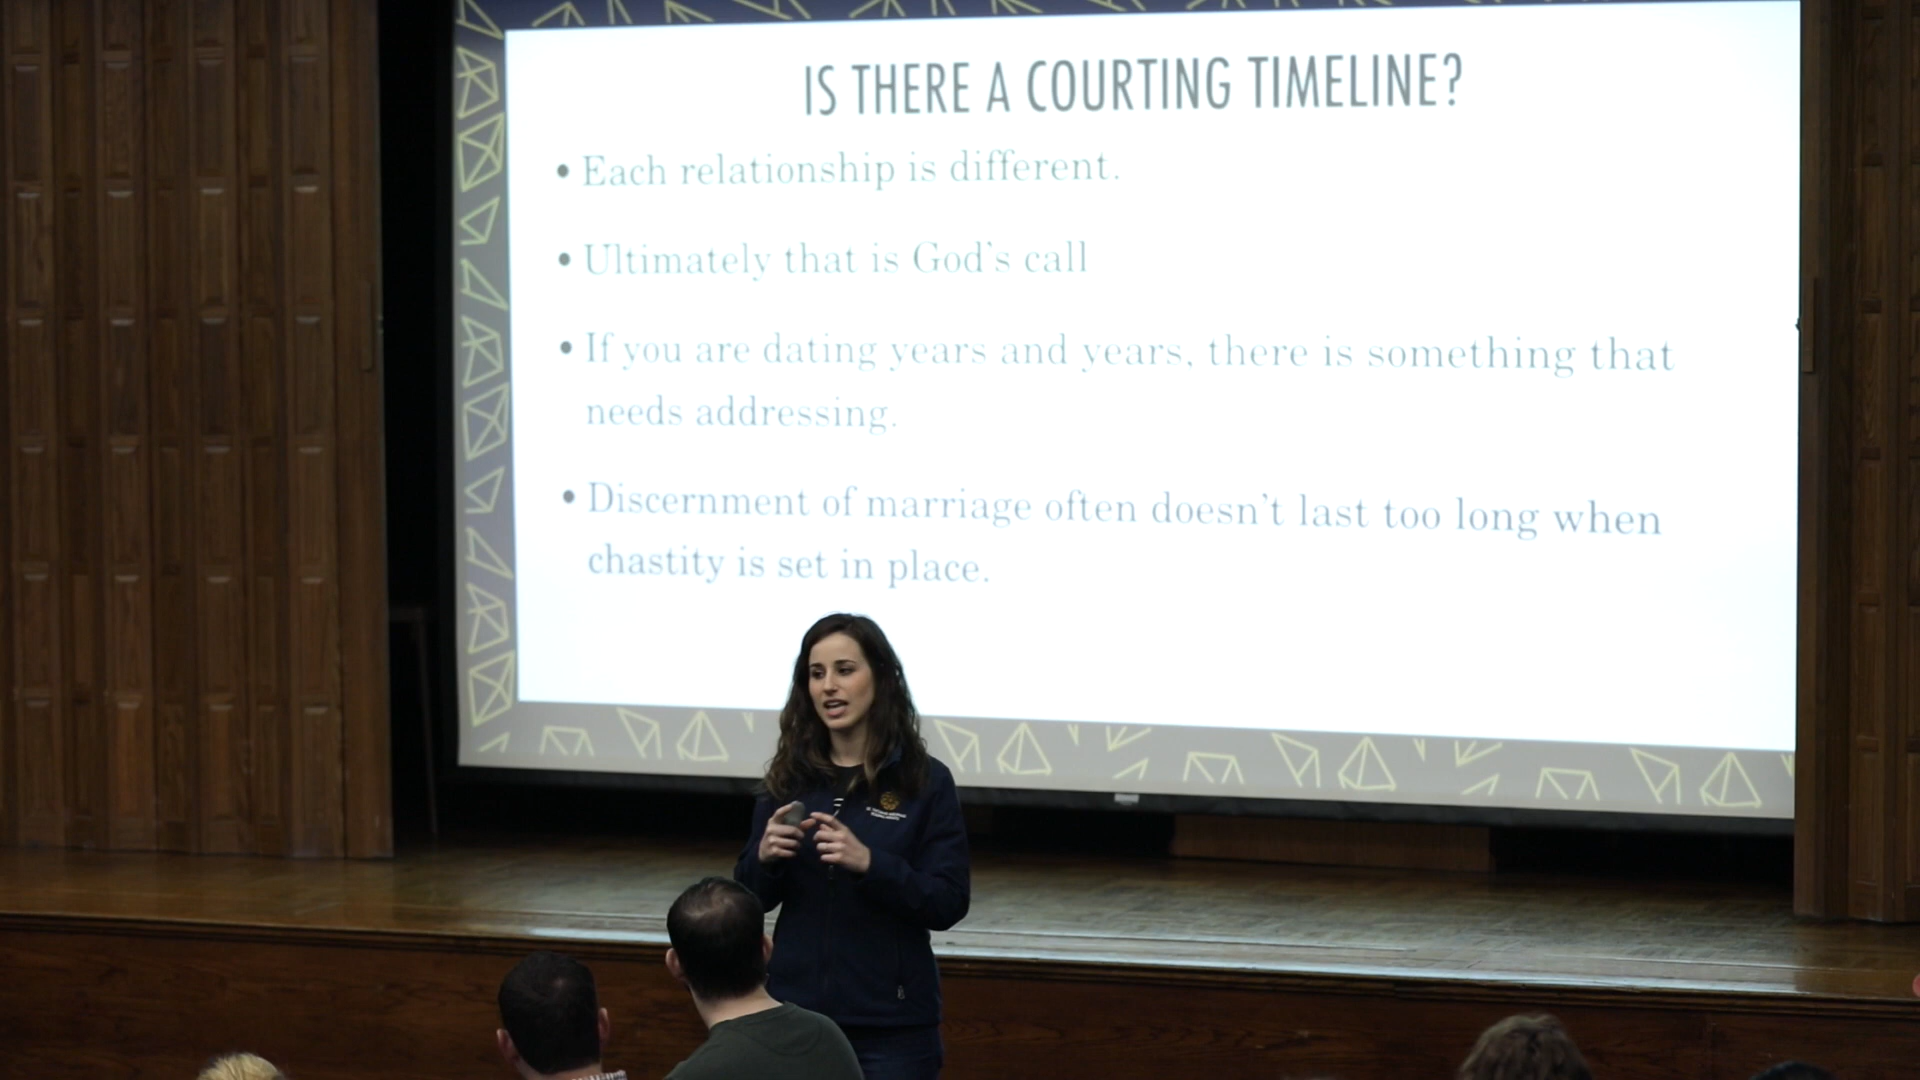 IS THERE A COURTING TIMELINE?
• Each relationship is different.
• Ultimately that is God's call
• If you are dating years and years, there is something that
needs addressing.
• Discernment of marriage often doesn't last too long when
chastity is set in place.